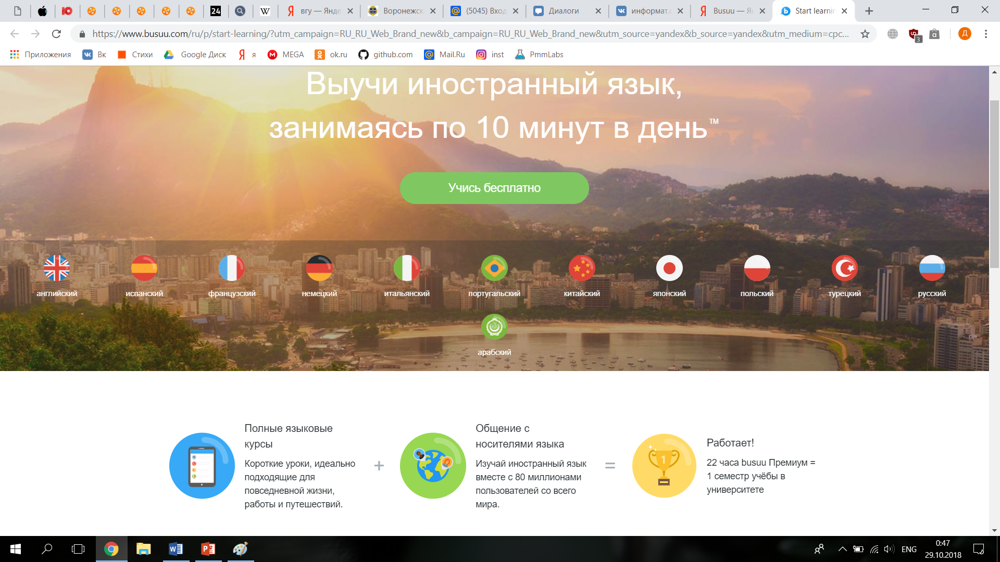 24
W
Я вгу — Янде
Воронежск
(5045) Вход
Диалоги
информат.
Я Busuu — Ян
Start learnin
https://www.busuu.com/ru/p/start-learning/?utm_campaign=RU_RU_Web_Brand_new&b_campaign=RU_RU_Web_Brand_new&utm_source=yandex&b_source=yandex&utm_medium=cpc...
3
Д
Приложения
Вк
Стихи
Google Диск
Я я
MEGA
ok.ru
github.com
Mail.Ru
inst
PmmLabs
Выучи иностранный язык,
занимаясь по 10 минут в день™
Учись бесплатно
английский
испанский
французский
немецкий
итальянский
португальский
китайский
японский
польский
турецкий
русский
арабский
Полные языковые
курсы
Короткие уроки, идеально
подходящие для
повседневной жизни,
работы и путешествий.
+
Общение с
носителями языка
Изучай иностранный язык
вместе с 80 миллионами
пользователей со всего
мира.
=
1
Работает!
22 часа busuu Премиум =
1 семестр учёбы в
университете
ENG
0:47
29.10.2018